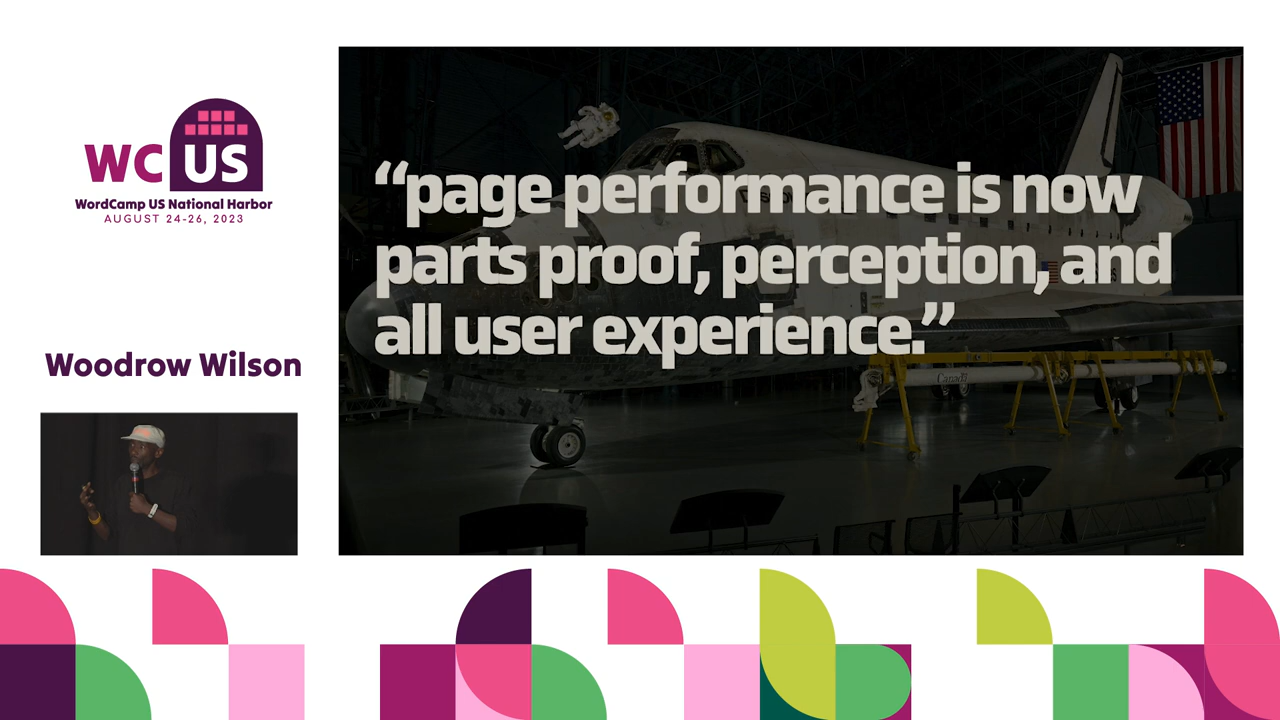 WC US
WordCamp US National Harbor
AUGUST 24-26, 2023
Woodrow Wilson
“page performance is now
parts proof, perception, and
all user experience.”
Canada